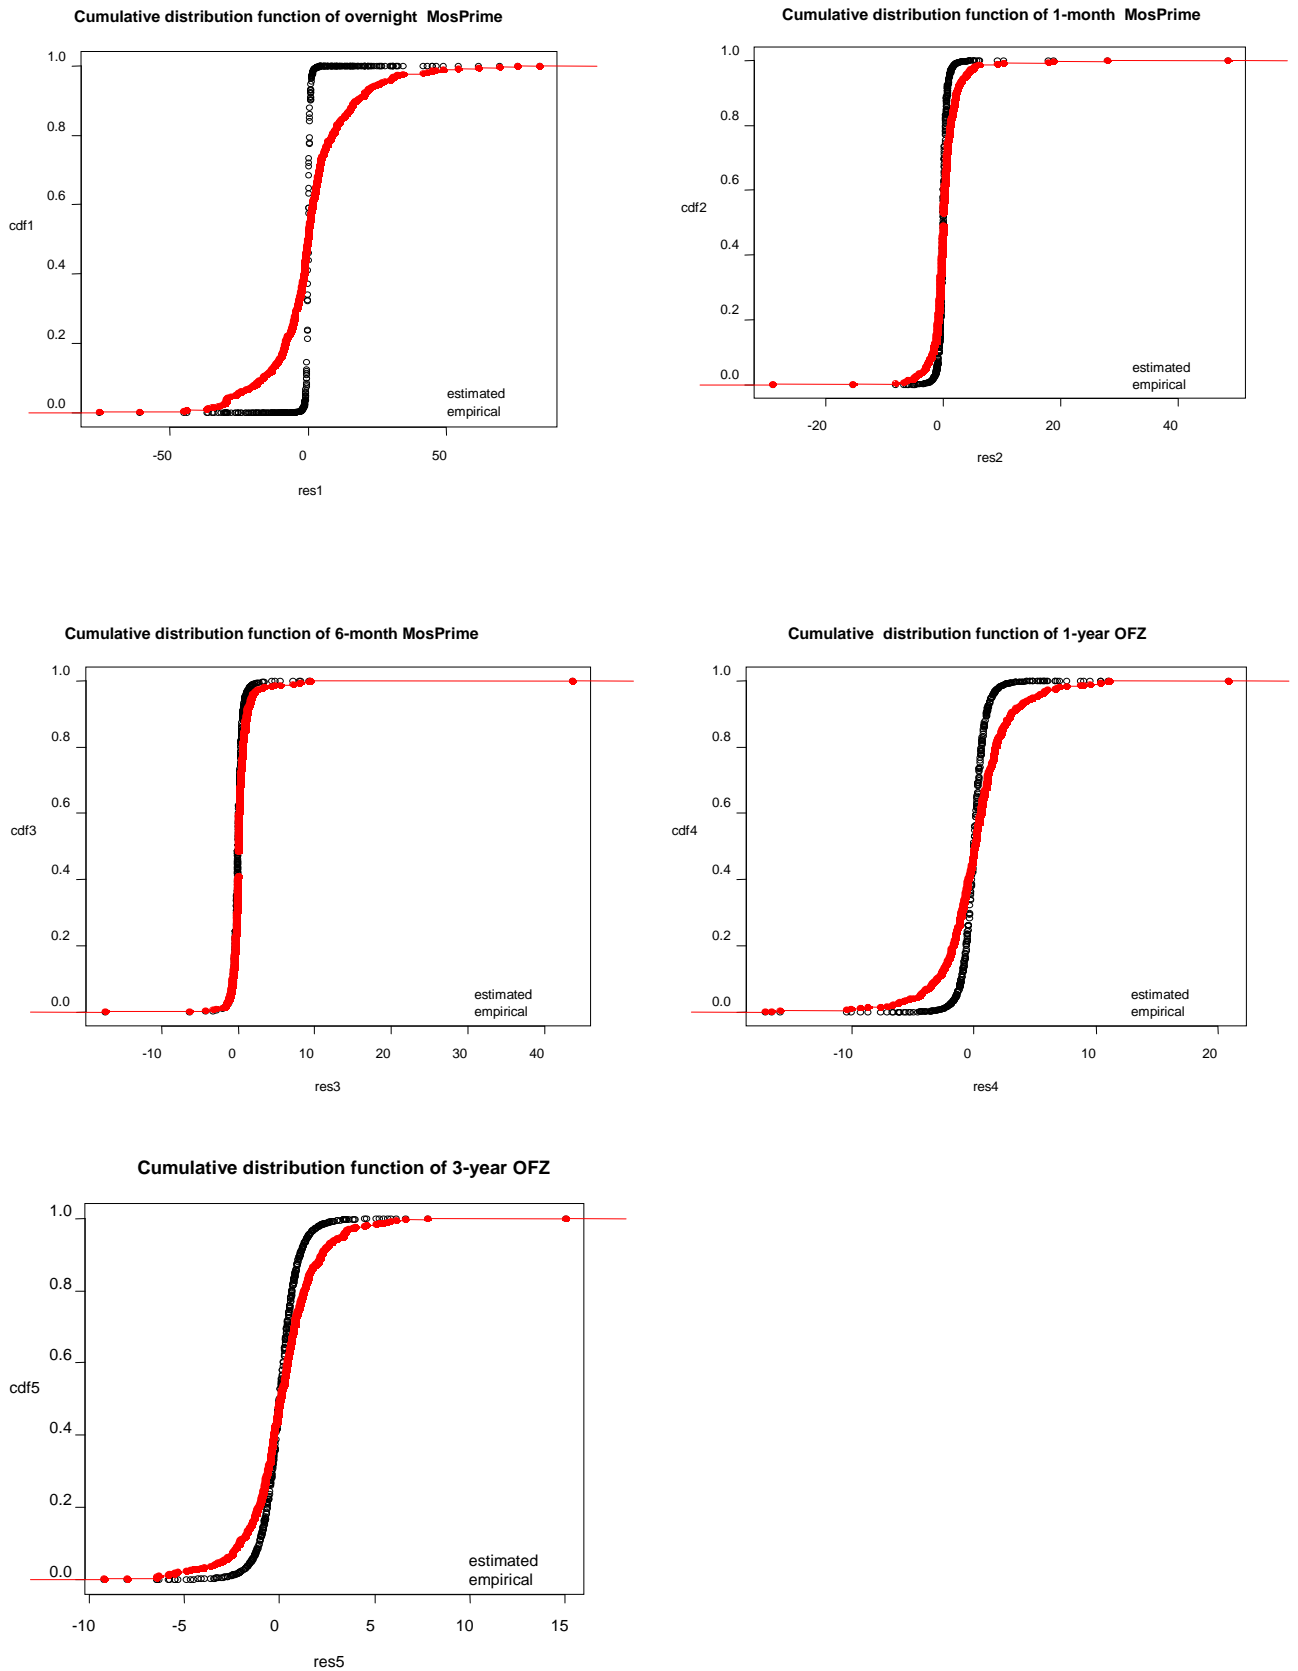 Cumulative distribution function of overnight  MosPrime
1.0
0.8
0.6
cdf1
0.4
0.2
0.0
estimated
empirical
-50 0 50
res1
Cumulative distribution function of 1-month  MosPrime
1.0
0.8
0.6
cdf2
0.4
0.2
0.0
estimated
empirical
-20 0 20 40
res2
Cumulative distribution function of 6-month MosPrime
1.0
0.8
0.6
cdf3
0.4
0.2
0.0
estimated
empirical
-10 0 10 20 30 40
res3
Cumulative  distribution function of 1-year OFZ
1.0
0.8
0.6
cdf4
0.4
0.2
0.0
estimated
empirical
-10 0 10 20
res4
Cumulative distribution function of 3-year OFZ
1.0
0.8
0.6
cdf5
0.4
0.2
0.0
estimated
empirical
-10 -5 0 5 10 15
res5